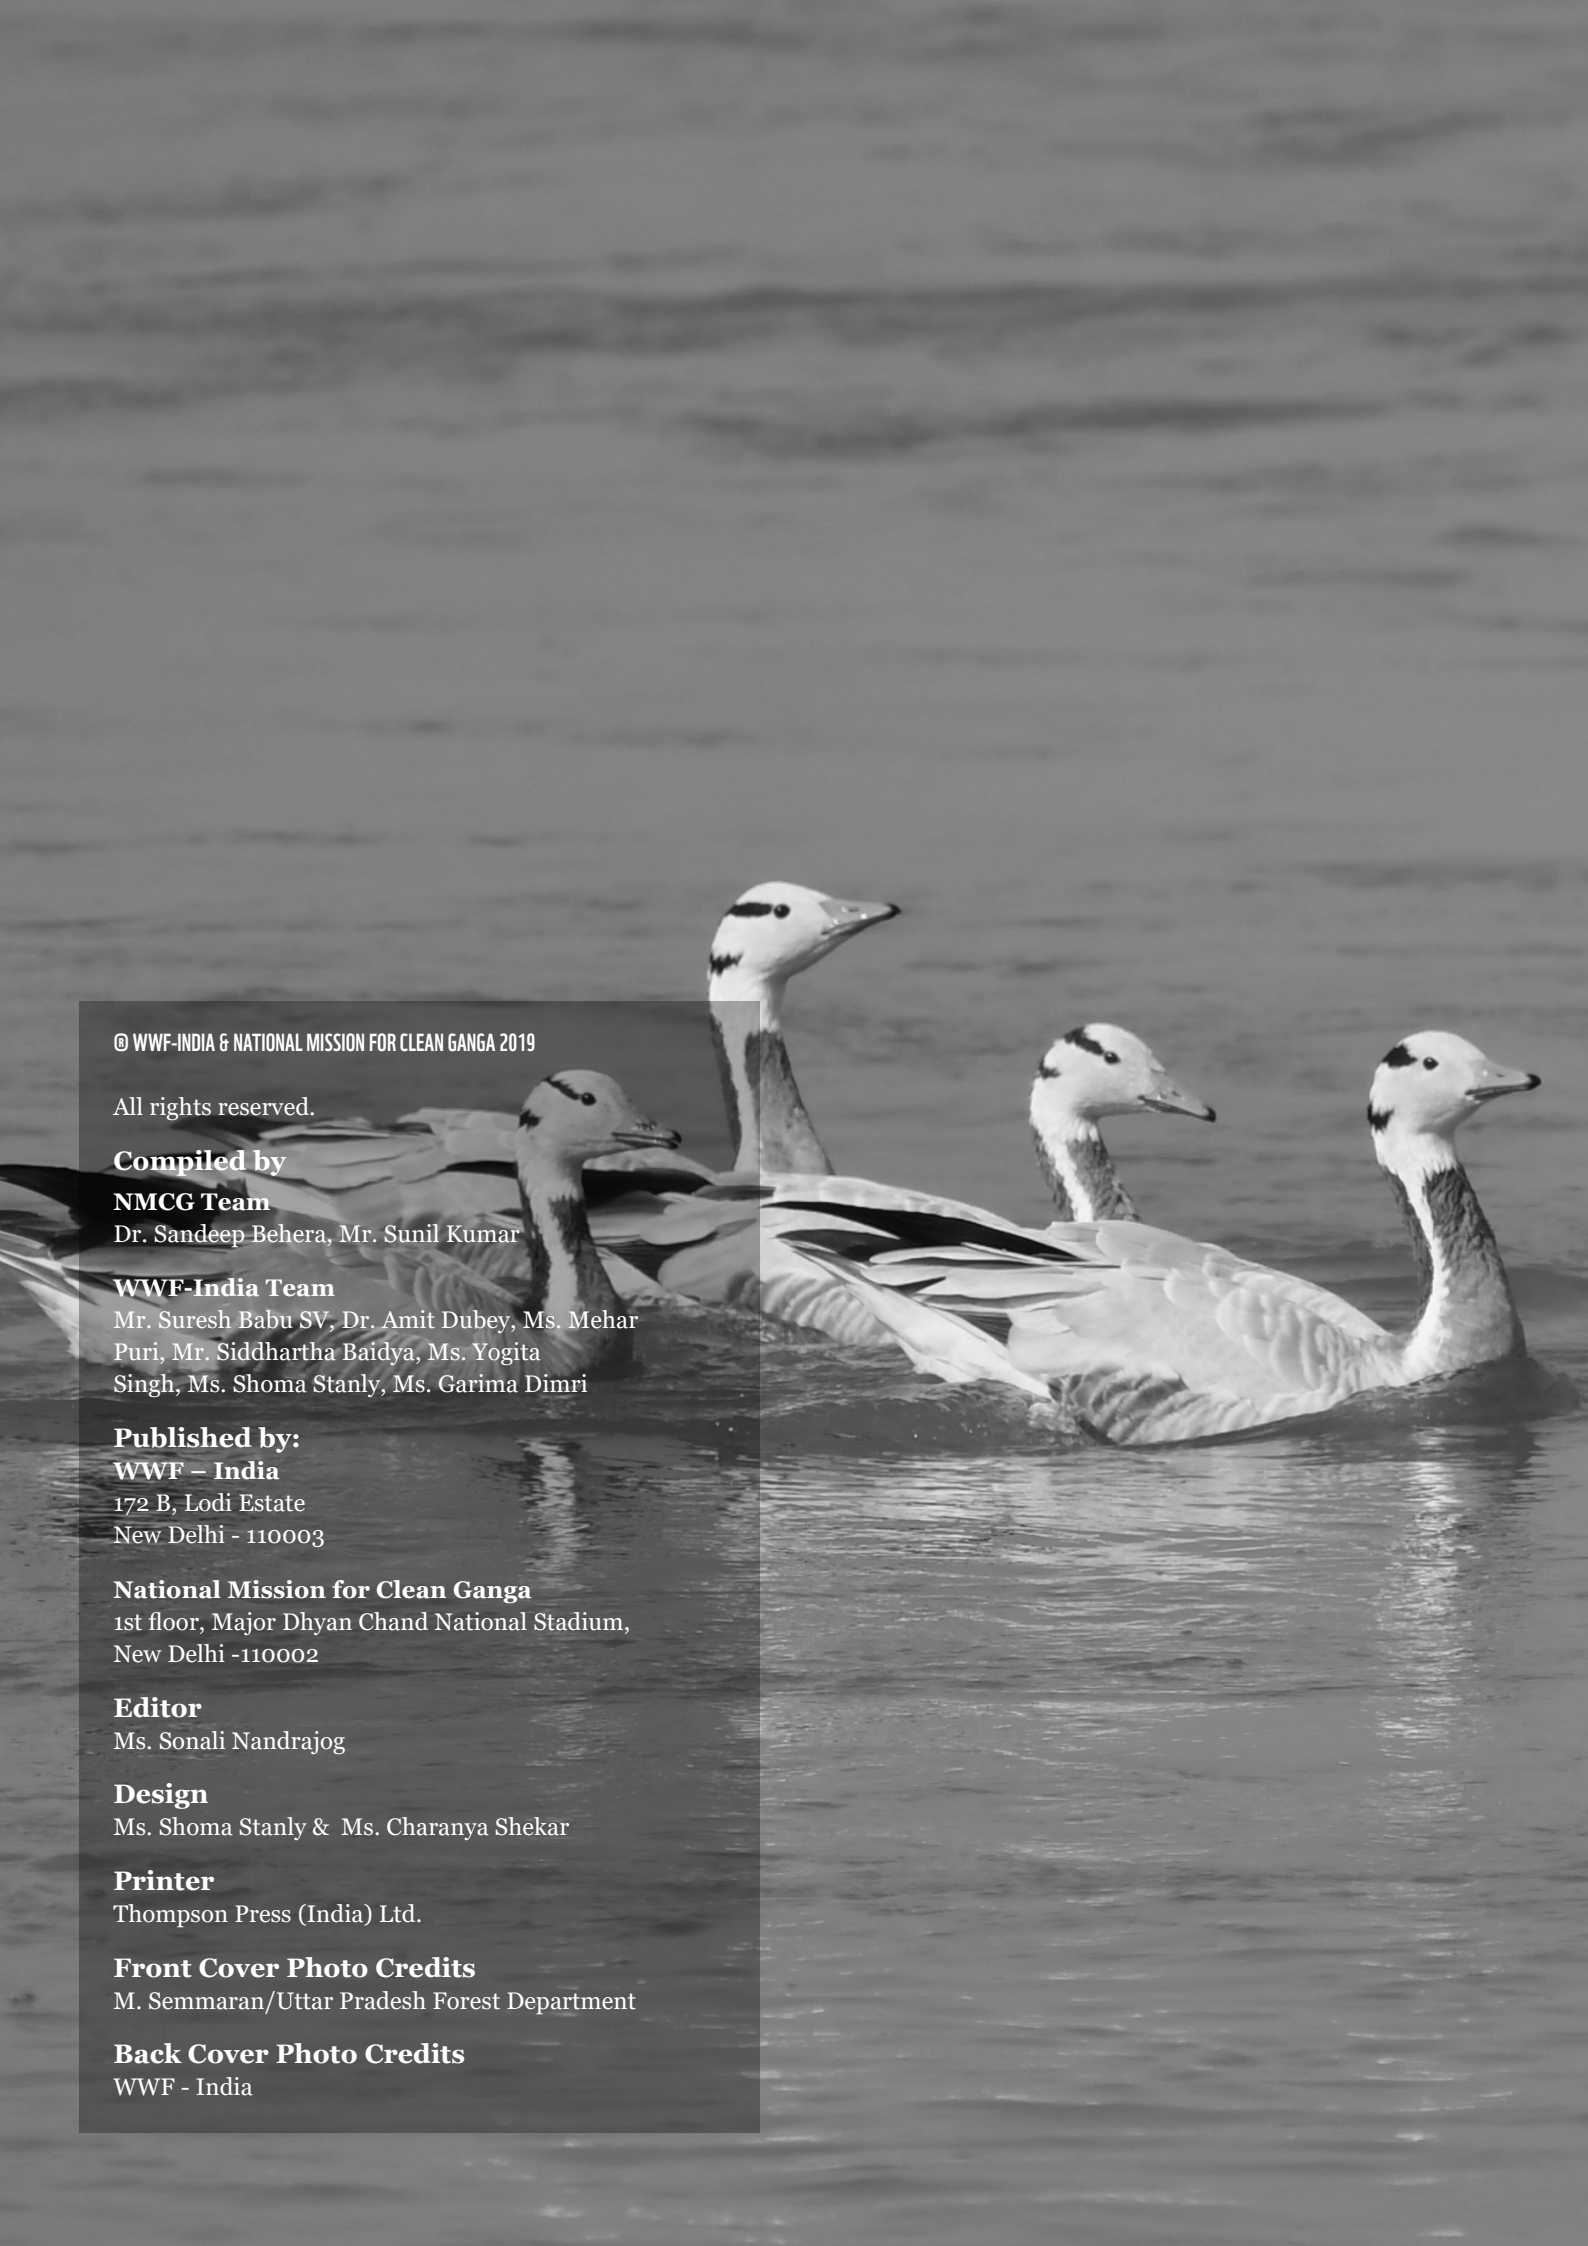 ® WWF-INDIA & NATIONAL MISSION FOR CLEAN GANGA 2019
All rights reserved.
Compiled by
NMCG Team
Dr. Sandeep Behera, Mr. Sunil Kumar
WWF-India Team
Mr. Suresh Babu SV, Dr. Amit Dubey, Ms. Mehar
Puri, Mr. Siddhartha Baidya, Ms. Yogita
Singh, Ms. Shoma Stanly, Ms. Garima Dimri
Published by:
WWF – India
172 B, Lodi Estate
New Delhi - 110003
National Mission for Clean Ganga
1st floor, Major Dhyan Chand National Stadium,
New Delhi -110002
Editor
Ms. Sonali Nandrajog
Design
Ms. Shoma Stanly &  Ms. Charanya Shekar
Printer
Thompson Press (India) Ltd.
Front Cover Photo Credits
M. Semmaran/Uttar Pradesh Forest Department
Back Cover Photo Credits
WWF - India